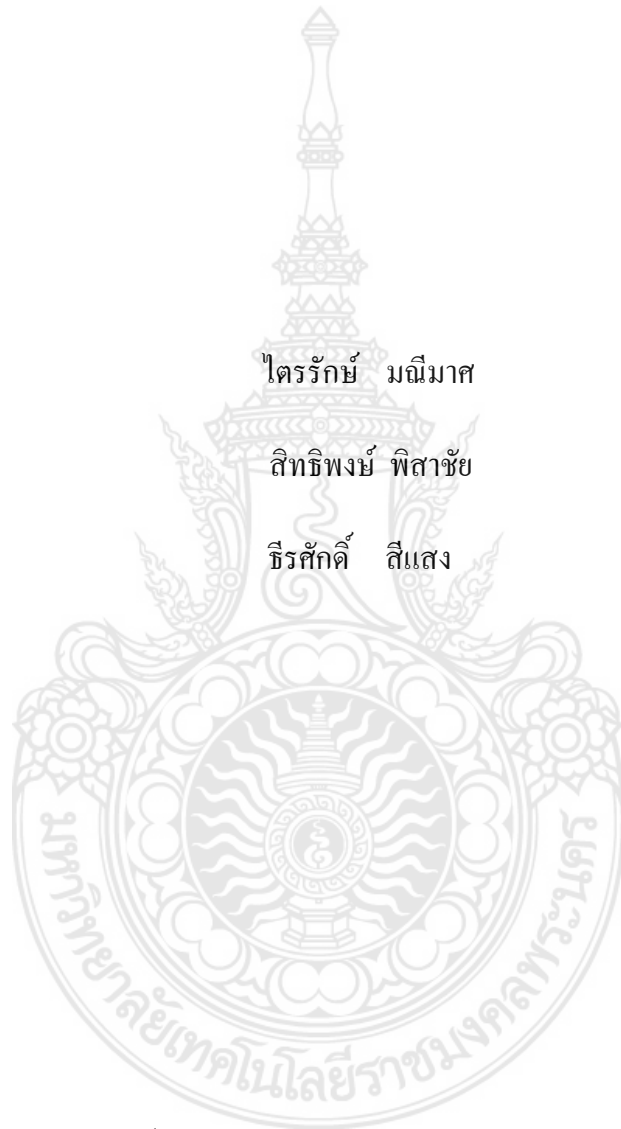 ไตรรักษ์ มณีมาศ
สิทธิพงษ์ พิสาชัย
ธีรศักดิ์ สีแสง
มหาวิทยาลัยเทคโนโลยีราชมงคลพระนคร